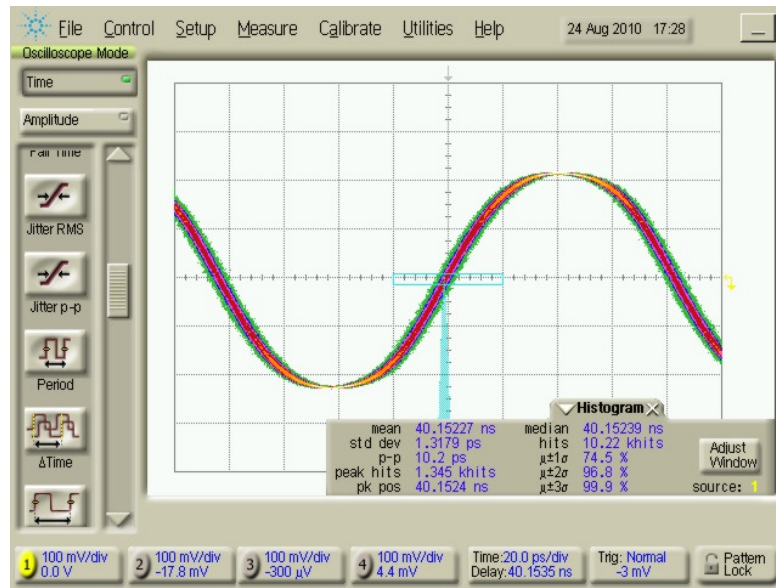 File Control Setup Measure Calibrate Utilities Help 24 Aug 2010 17:28
Oscilloscope Mode
Time
Amplitude
Fall Time
Jitter RMS
Jitter p-p
Period
ΔTime
Histogram
mean 40.15227 ns median 40.15239 ns
std dev 1.3179 ps hits 10.22 khits
p-p 10.2 ps μ±1σ 74.5 %
peak hits 1.345 khits μ±2σ 96.8 %
pk pos 40.1524 ns μ±3σ 99.9 %
Adjust
Window
source: 1
1 100 mV/div
0.0 V
2 100 mV/div
-17.8 mV
3 100 mV/div
-300 μV
4 100 mV/div
4.4 mV
Time:20.0 ps/div
Delay:40.1535 ns
Trig: Normal
-3 mV
Pattern
Lock